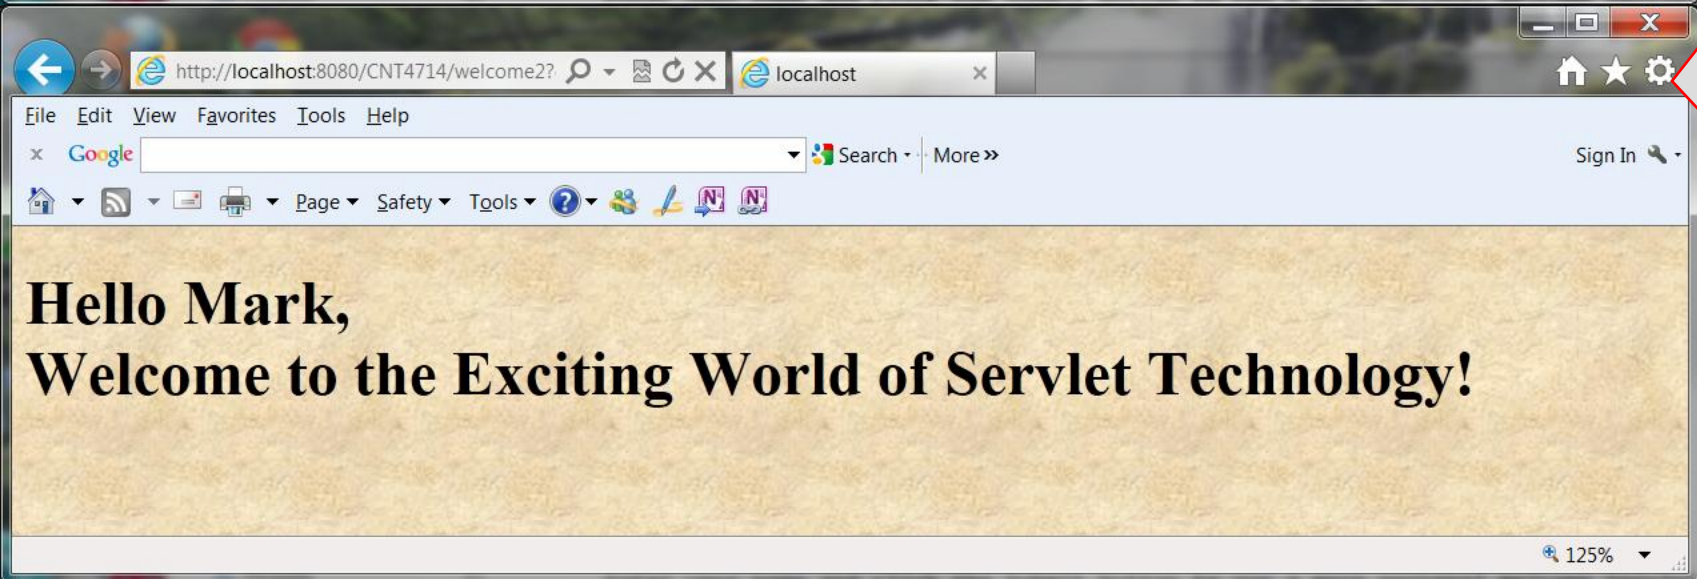 http://localhost:8080/CNT4714/welcome2?
localhost
File Edit View Favorites Tools Help
x Google Search More »
Sign In
Page Safety Tools
Hello Mark,
Welcome to the Exciting World of Servlet Technology!
125%